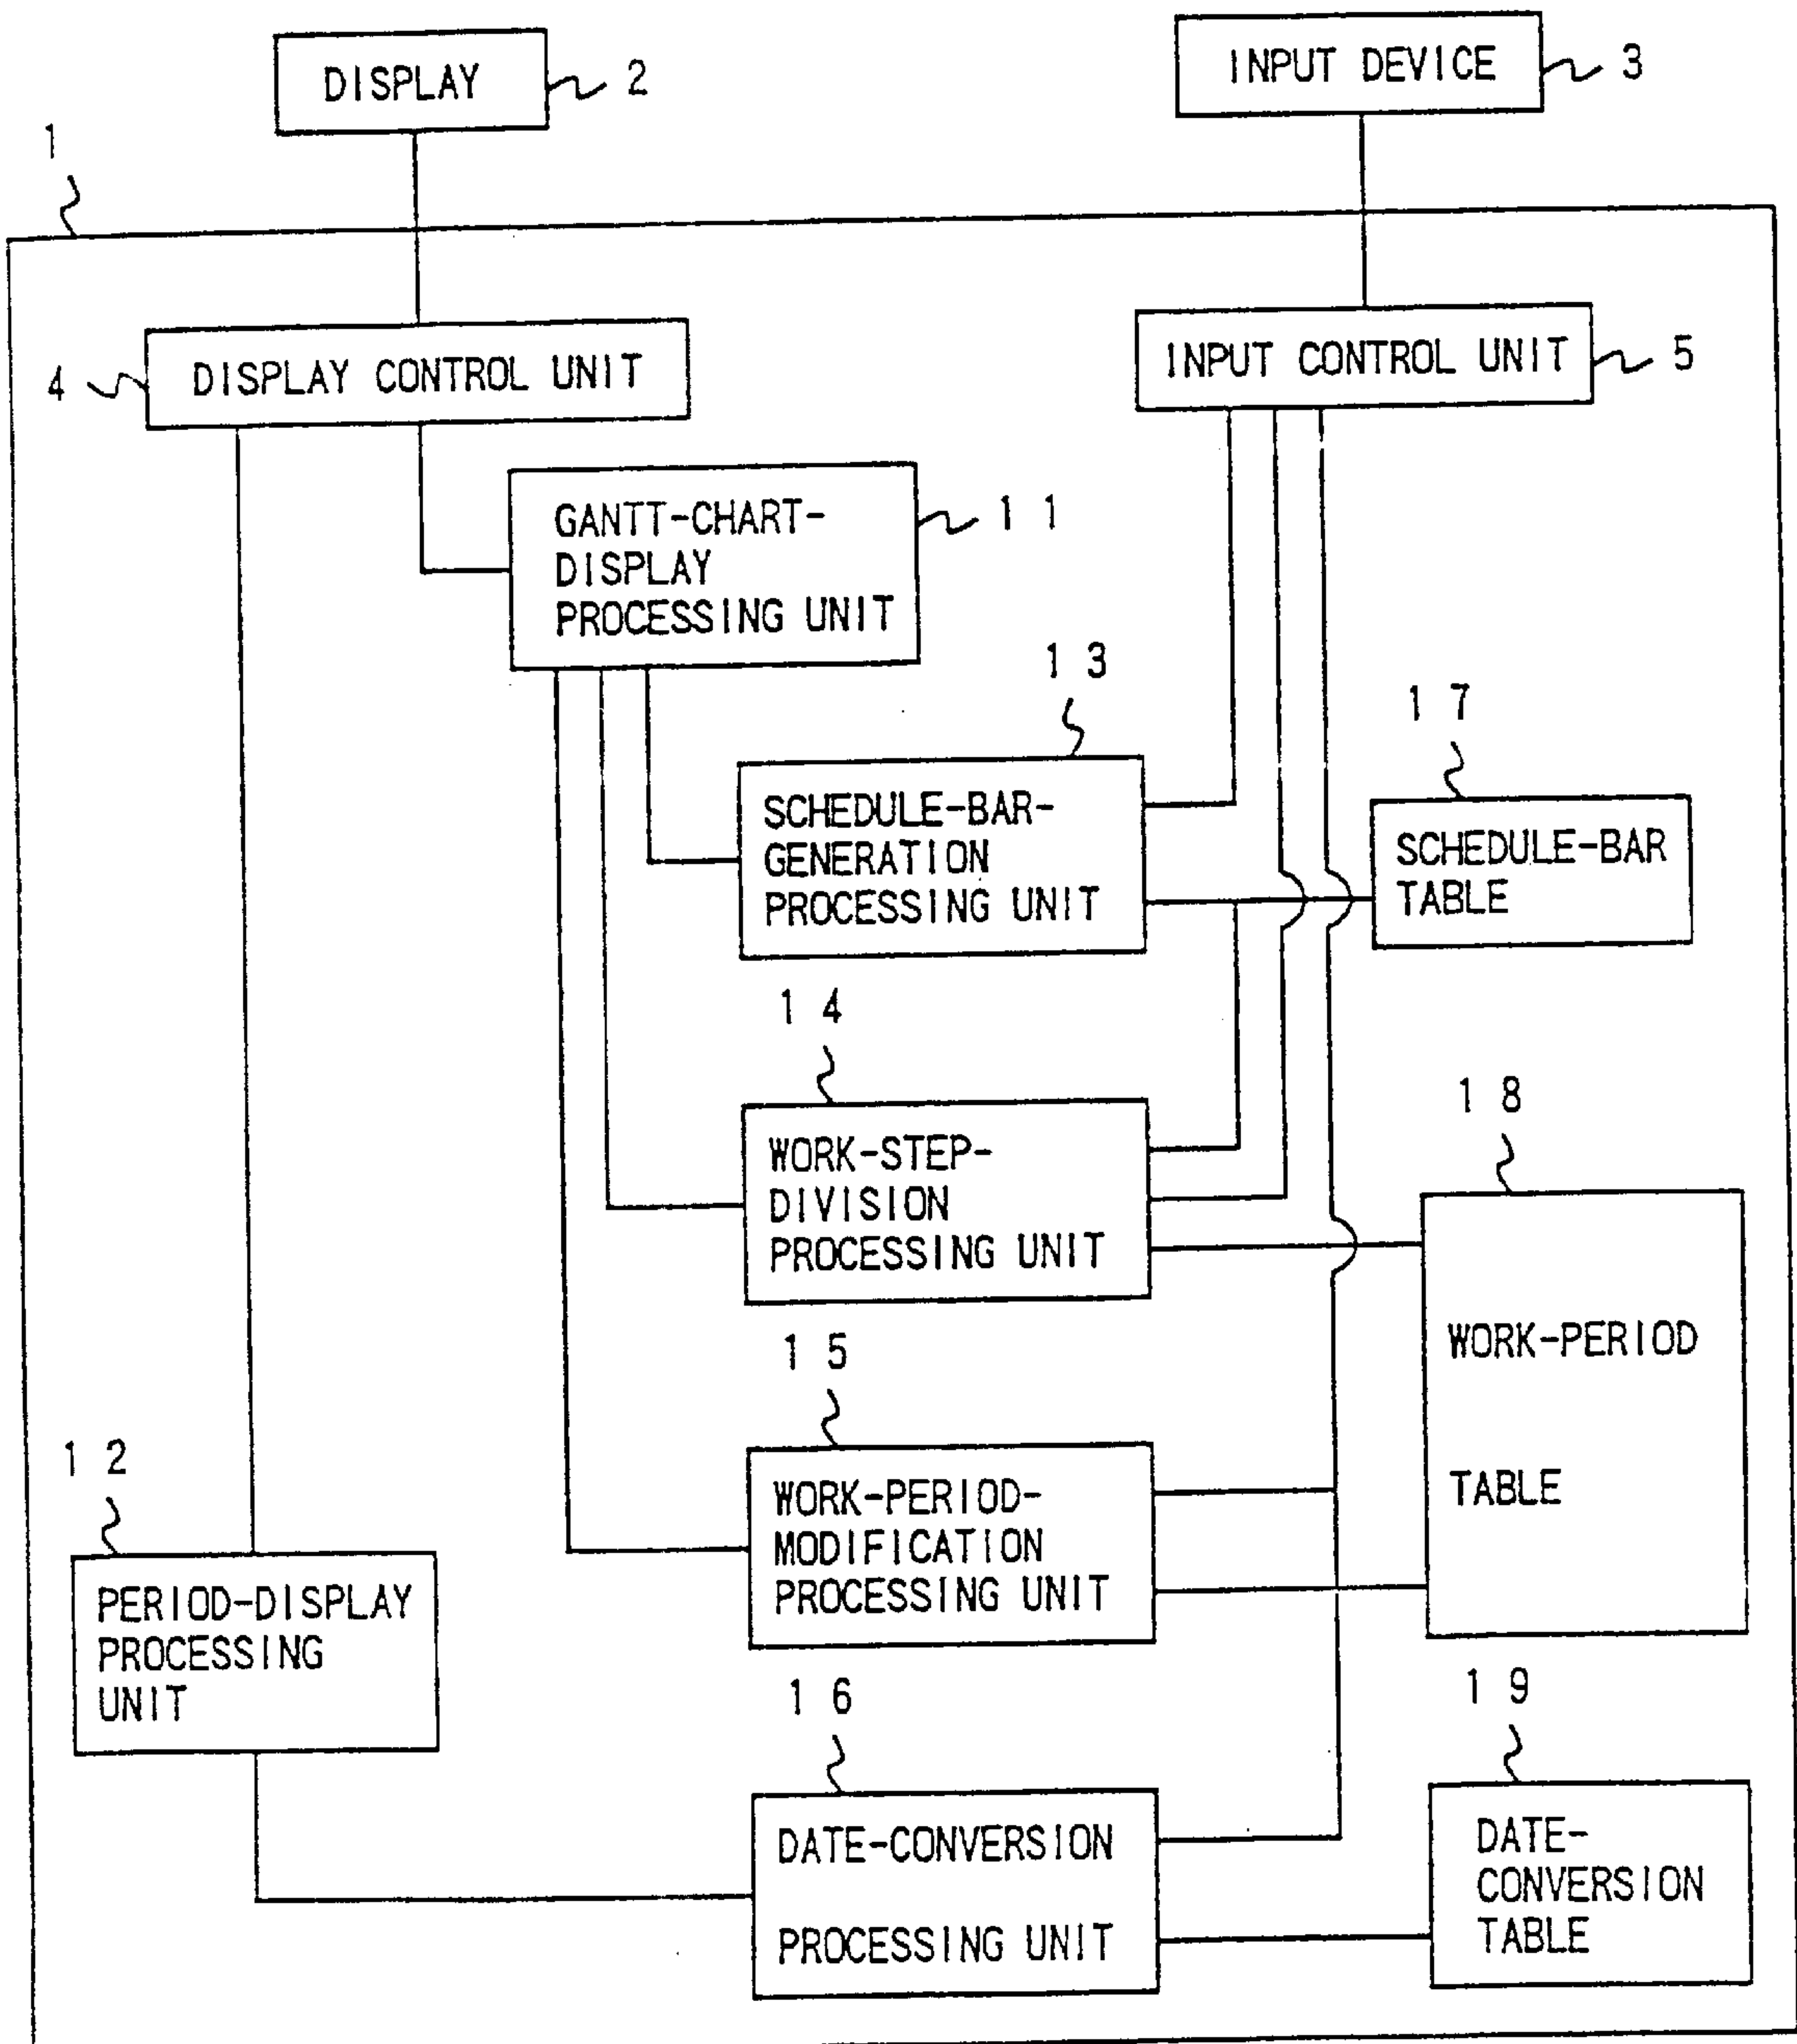 DISPLAY
2
INPUT DEVICE
3
1
DISPLAY CONTROL UNIT
4
INPUT CONTROL UNIT
5
GANTT-CHART-
DISPLAY
PROCESSING UNIT
11
13
SCHEDULE-BAR-
GENERATION
PROCESSING UNIT
17
SCHEDULE-BAR
TABLE
14
WORK-STEP-
DIVISION
PROCESSING UNIT
18
WORK-PERIOD
TABLE
15
WORK-PERIOD-
MODIFICATION
PROCESSING UNIT
12
PERIOD-DISPLAY
PROCESSING
UNIT
16
DATE-CONVERSION
PROCESSING UNIT
19
DATE-
CONVERSION
TABLE